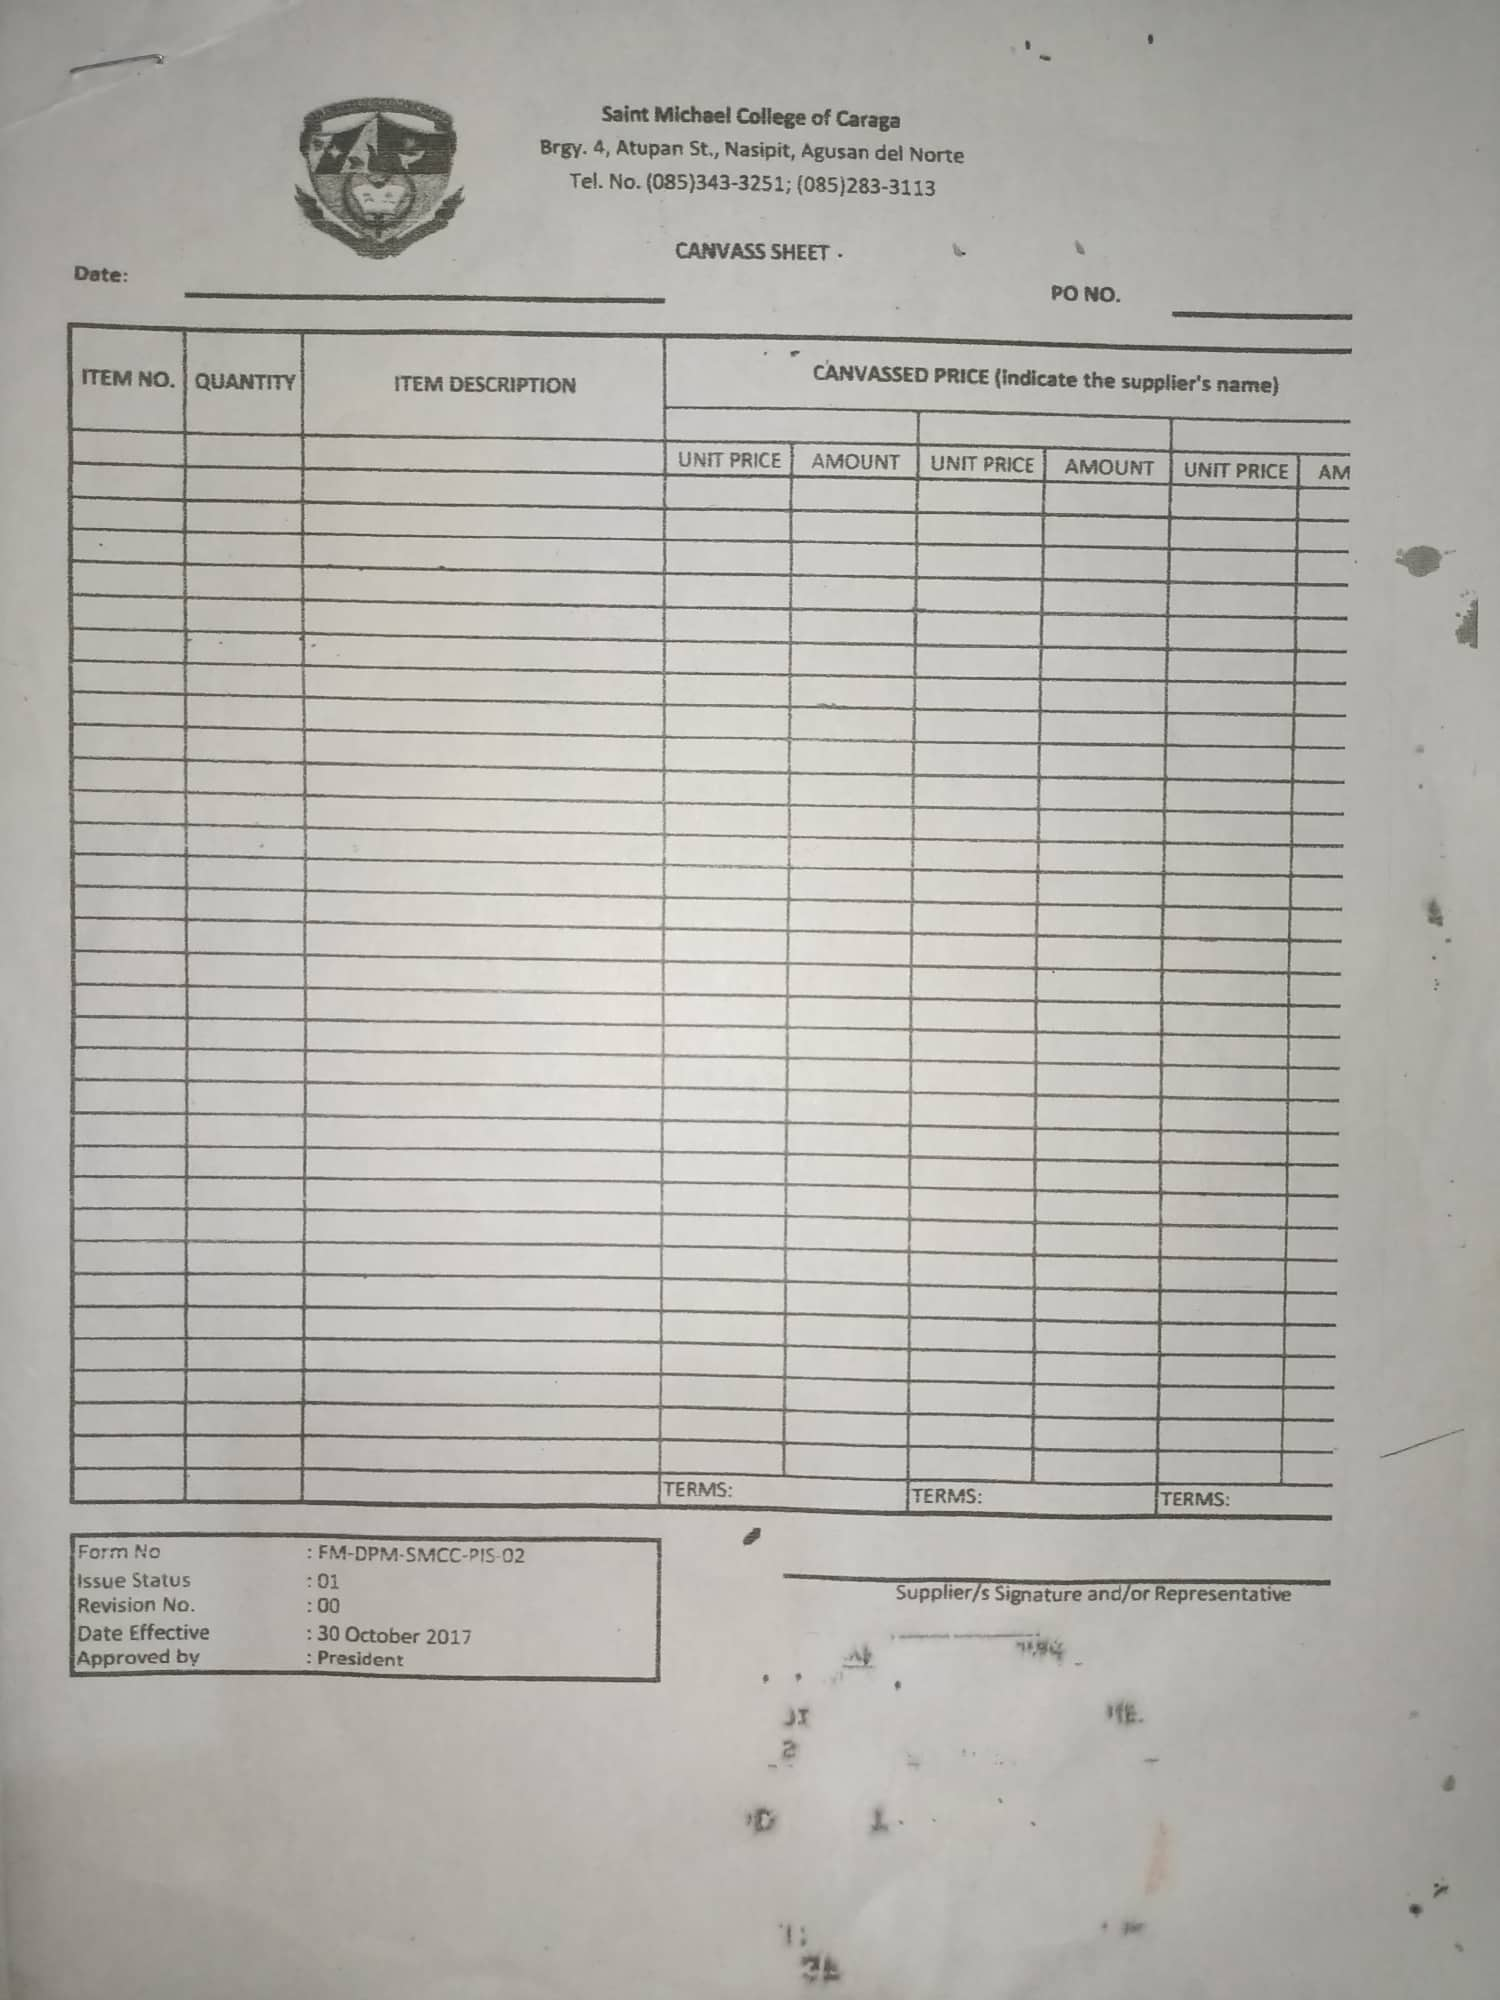 Saint Michael College of Caraga
Brgy. 4, Atupan St., Nasipit, Agusan del Norte
Tel. No. (085)343-3251; (085)283-3113
CANVASS SHEET
Date:
PO NO.
ITEM NO. QUANTITY ITEM DESCRIPTION CANVASSED PRICE (indicate the supplier's name)
UNIT PRICE AMOUNT UNIT PRICE AMOUNT UNIT PRICE AM
TERMS: TERMS: TERMS:
Form No : FM-DPM-SMCC-PIS-02
Issue Status : 01
Revision No. : 00
Date Effective : 30 October 2017
Approved by : President
Supplier/s Signature and/or Representative